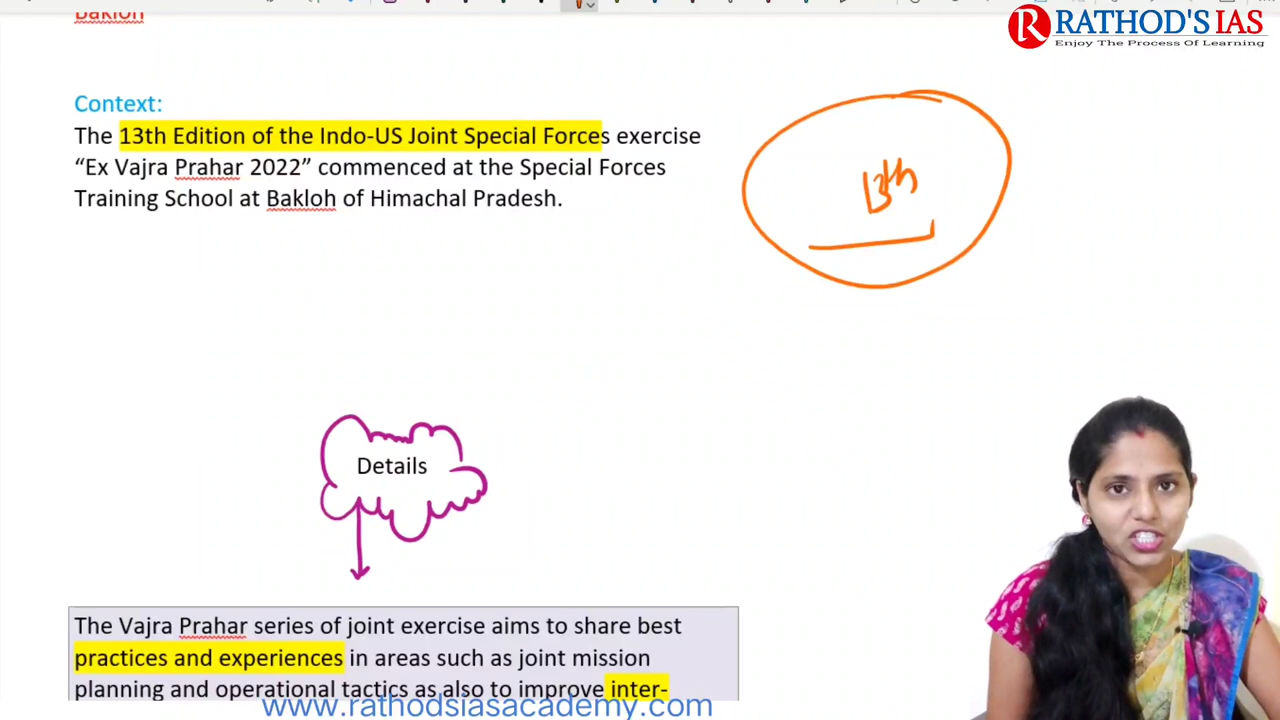 Bakloh
RATHOD'S IAS
Enjoy The Process Of Learning
Context:
The 13th Edition of the Indo-US Joint Special Forces exercise
“Ex Vajra Prahar 2022” commenced at the Special Forces
Training School at Bakloh of Himachal Pradesh.
13th
Details
The Vajra Prahar series of joint exercise aims to share best
practices and experiences in areas such as joint mission
planning and operational tactics as also to improve inter-
www.rathodsiasacademy.com